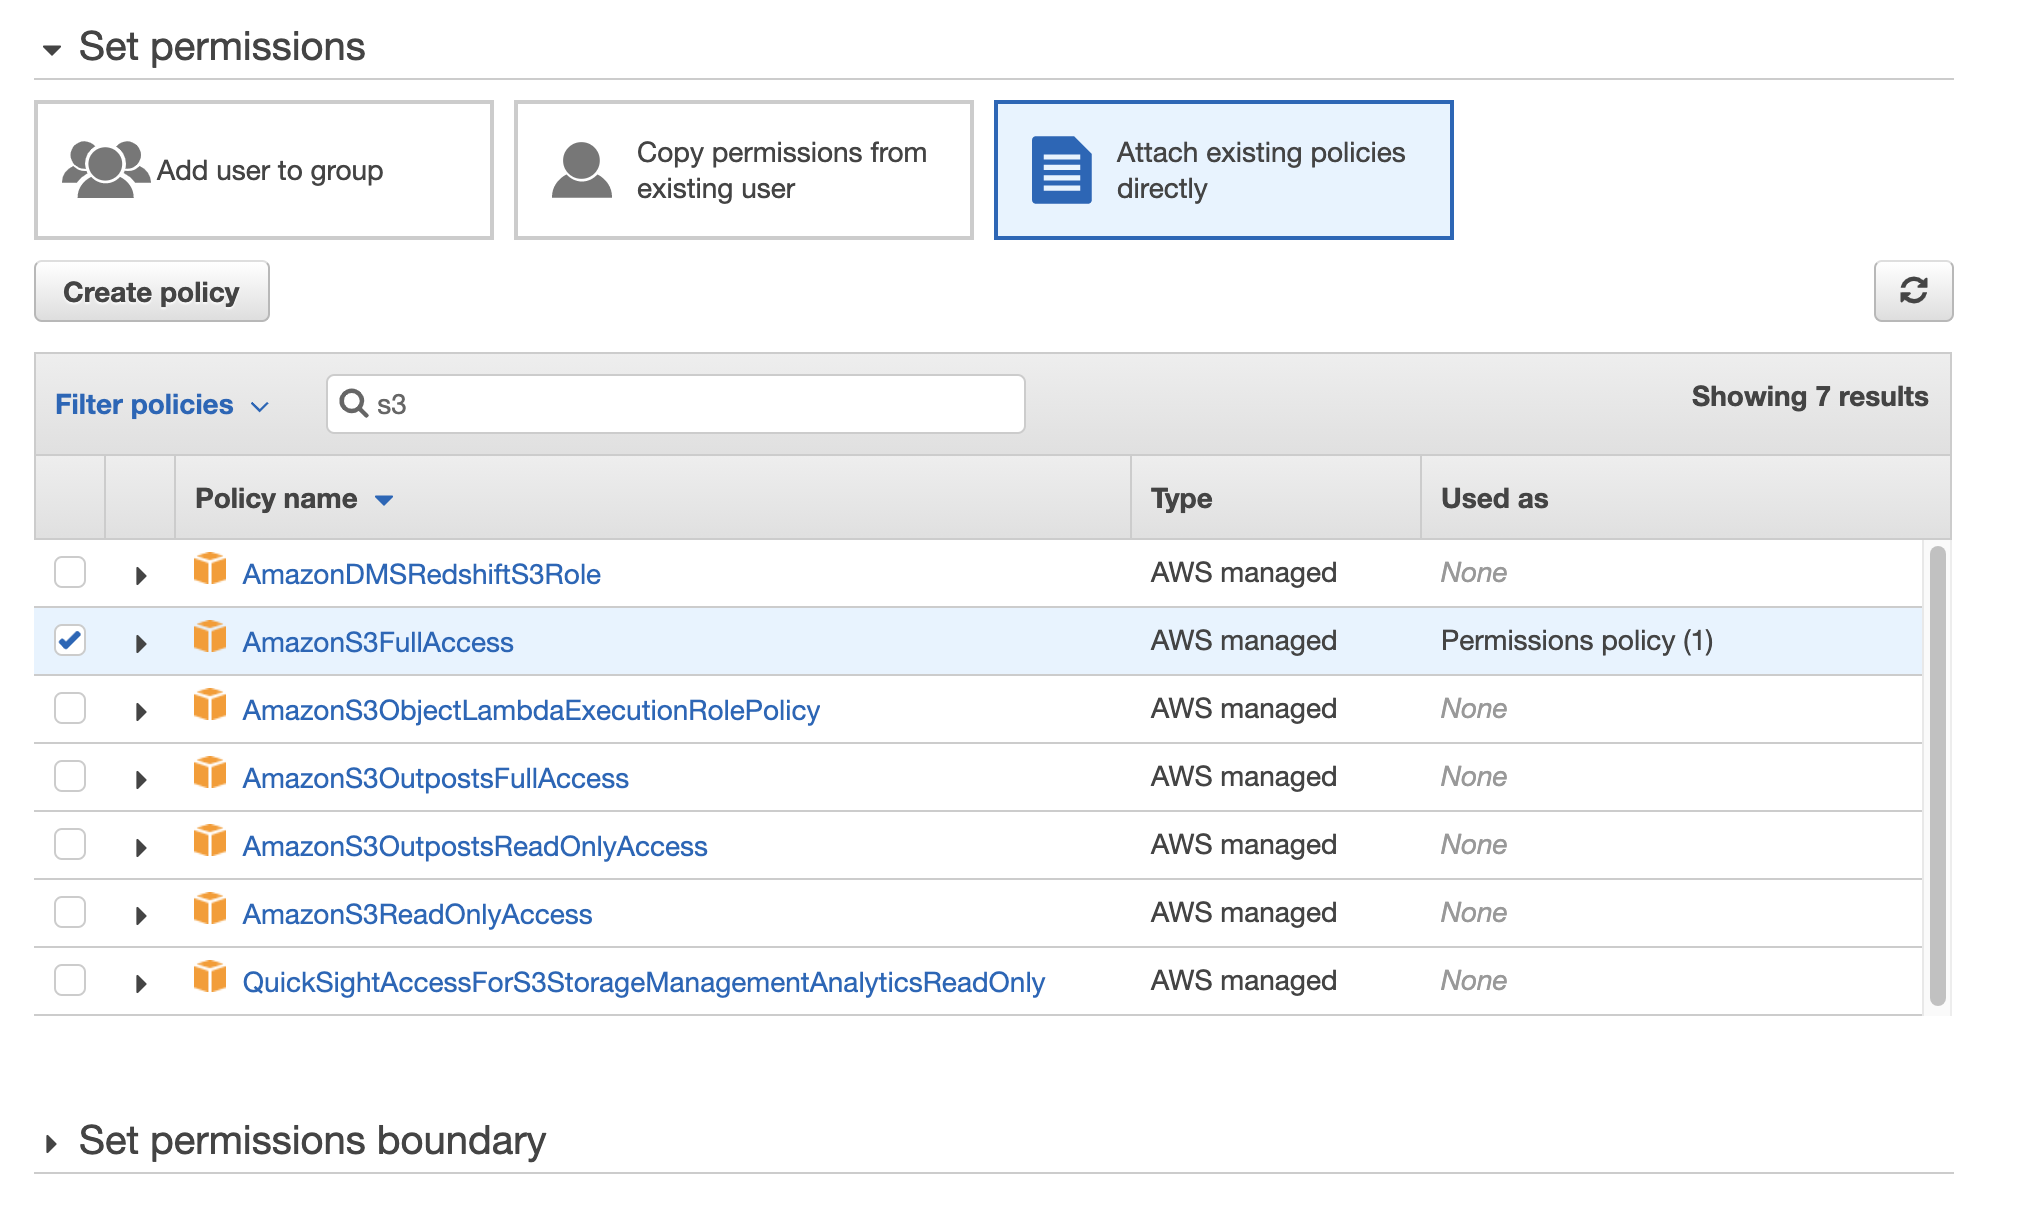 Set permissions
Add user to group
Copy permissions from
existing user
Attach existing policies
directly
Create policy
Filter policies
s3
Showing 7 results
Policy name Type Used as
AmazonDMSRedshiftS3Role AWS managed None
AmazonS3FullAccess AWS managed Permissions policy (1)
AmazonS3ObjectLambdaExecutionRolePolicy AWS managed None
AmazonS3OutpostsFullAccess AWS managed None
AmazonS3OutpostsReadOnlyAccess AWS managed None
AmazonS3ReadOnlyAccess AWS managed None
QuickSightAccessForS3StorageManagementAnalyticsReadOnly AWS managed None
Set permissions boundary